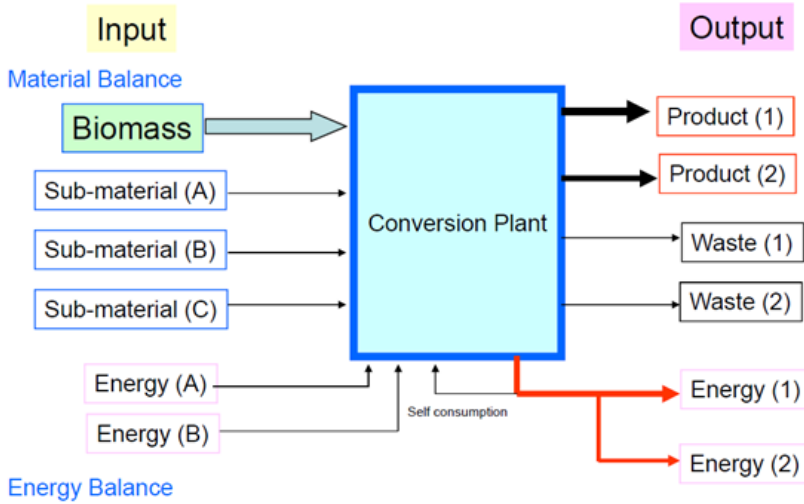 Input
Output
Material Balance
Biomass
Product (1)
Sub-material (A)
Product (2)
Conversion Plant
Sub-material (B)
Waste (1)
Sub-material (C)
Waste (2)
Energy (A)
Energy (1)
Self consumption
Energy (B)
Energy (2)
Energy Balance